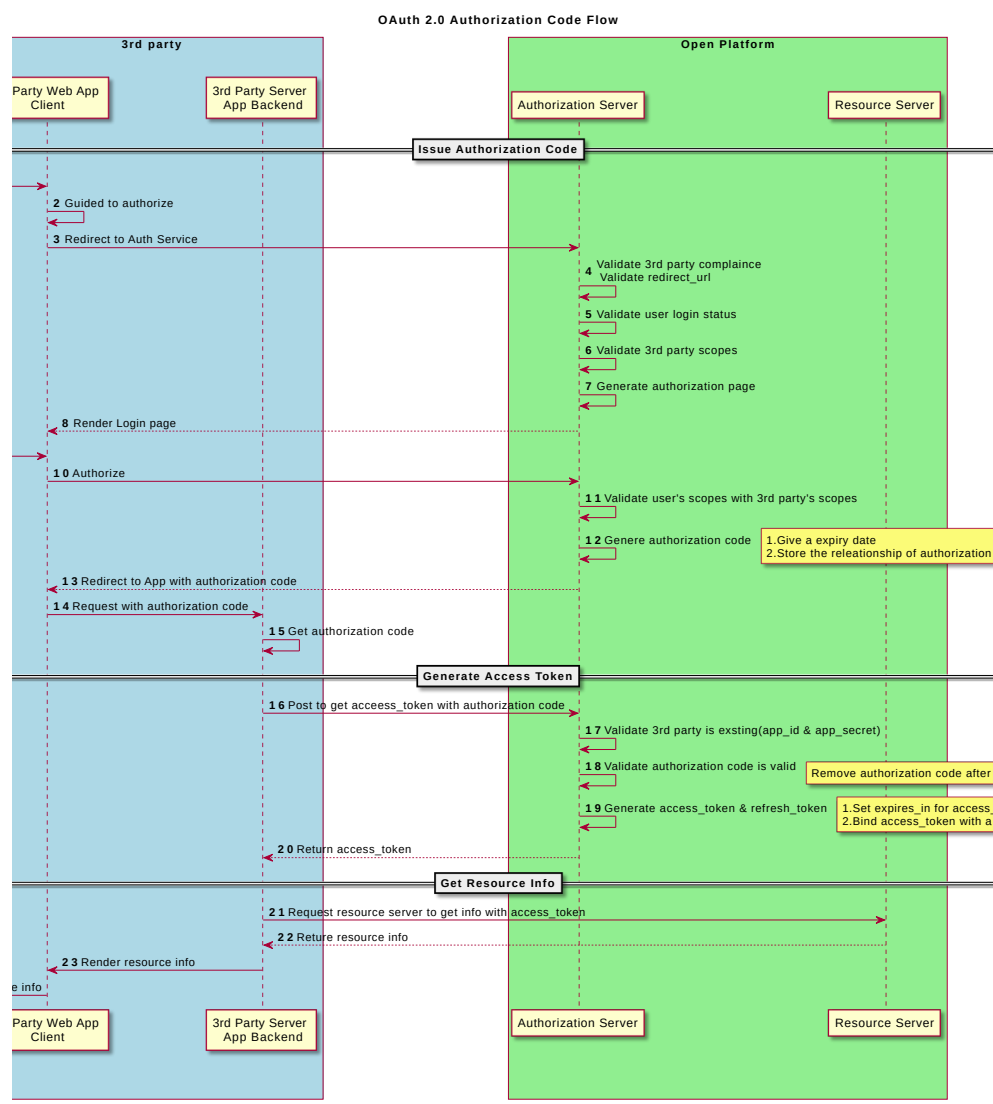 OAuth 2.0 Authorization Code Flow
3rd party
Open Platform
Party Web App
Client
3rd Party Server
App Backend
Authorization Server
Resource Server
Issue Authorization Code
2 Guided to authorize
3 Redirect to Auth Service
4 Validate 3rd party complaince
Validate redirect_url
5 Validate user login status
6 Validate 3rd party scopes
7 Generate authorization page
8 Render Login page
10 Authorize
11 Validate user's scopes with 3rd party's scopes
12 Genere authorization code
1.Give a expiry date
2.Store the releationship of authorization
13 Redirect to App with authorization code
14 Request with authorization code
15 Get authorization code
Generate Access Token
16 Post to get acceess_token with authorization code
17 Validate 3rd party is exsting(app_id & app_secret)
18 Validate authorization code is valid
Remove authorization code after
19 Generate access_token & refresh_token
1.Set expires_in for access_
2.Bind access_token with a
20 Return access_token
Get Resource Info
21 Request resource server to get info with access_token
22 Reture resource info
23 Render resource info
e info
Party Web App
Client
3rd Party Server
App Backend
Authorization Server
Resource Server